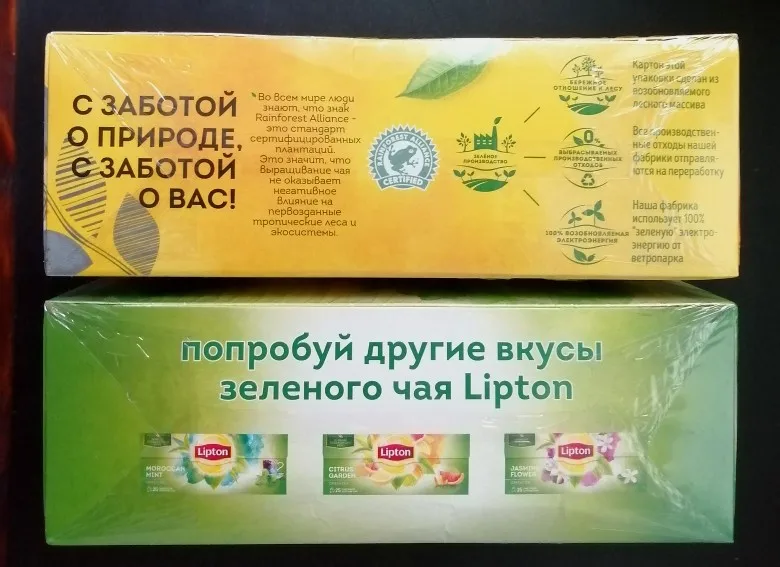 С ЗАБОТОЙ
О ПРИРОДЕ,
С ЗАБОТОЙ
О ВАС!
"Во всем мире люди
знают, что знак
Rainforest Alliance -
это стандарт
сертифицированных
плантаций.
Это значит, что
выращивание чая
не оказывает
негативное
влияние на
первозданные
тропические леса и
экосистемы.
RAINFOREST ALLIANCE
CERTIFIED
ЗЕЛЁНОЕ
ПРОИЗВОДСТВО
БЕРЕЖНОЕ
ОТНОШЕНИЕ К ЛЕСУ
Картон этой
упаковки сделан из
возобновляемого
лесного массива
0%
ВЫБРАСЫВАЕМЫХ
ПРОИЗВОДСТВЕННЫХ
ОТХОДОВ
Все производствен-
ные отходы нашей
фабрики отправля-
ются на переработку
100% ВОЗОБНОВЛЯЕМАЯ
ЭЛЕКТРОЭНЕРГИЯ
Наша фабрика
использует 100%
"зеленую" электро-
энергию от
ветропарка
попробуй другие вкусы
зеленого чая Lipton
Lipton
MOROCCAN
MINT
Lipton
CITRUS
GARDEN
Lipton
JASMINE
FLOWER